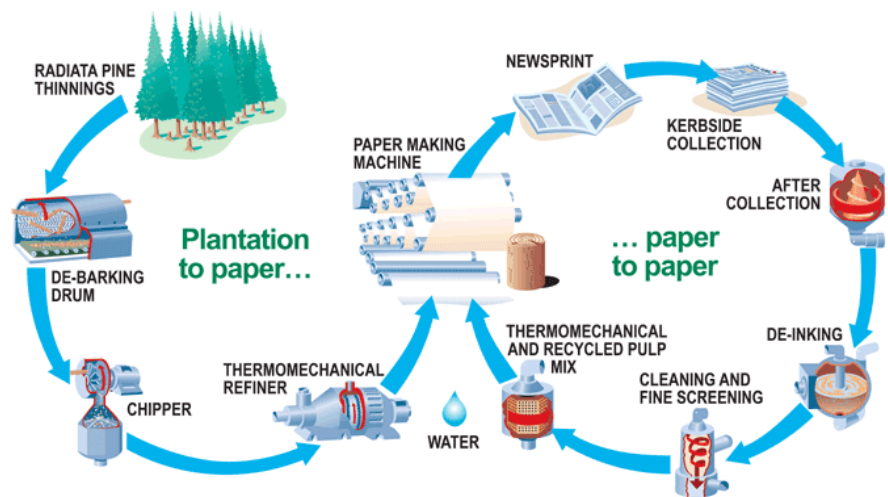 RADIATA PINE
THINNINGS
DE-BARKING
DRUM
CHIPPER
THERMOMECHANICAL
REFINER
Plantation
to paper…
PAPER MAKING
MACHINE
NEWSPRINT
KERBSIDE
COLLECTION
AFTER
COLLECTION
… paper
to paper
DE-INKING
CLEANING AND
FINE SCREENING
THERMOMECHANICAL
AND RECYCLED PULP
MIX
WATER